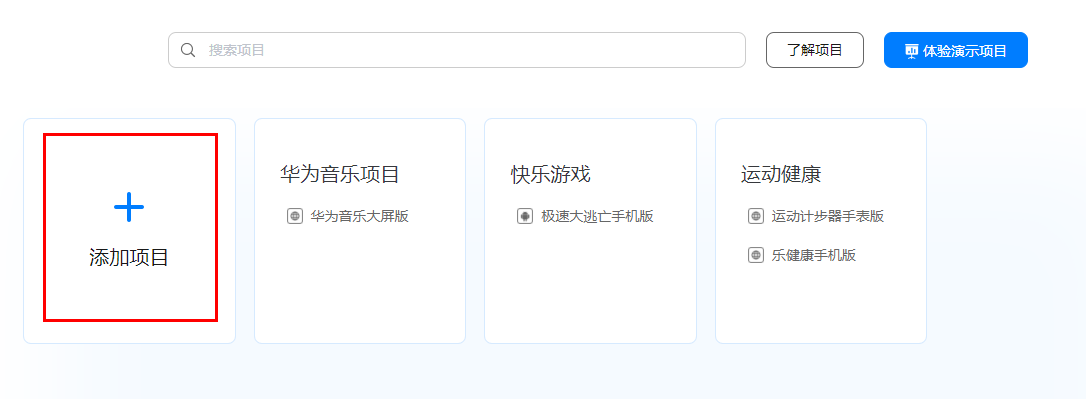 搜索项目
了解项目
体验演示项目
添加项目
华为音乐项目
华为音乐大屏版
快乐游戏
极速大逃亡手机版
运动健康
运动计步器手表版
乐健康手机版